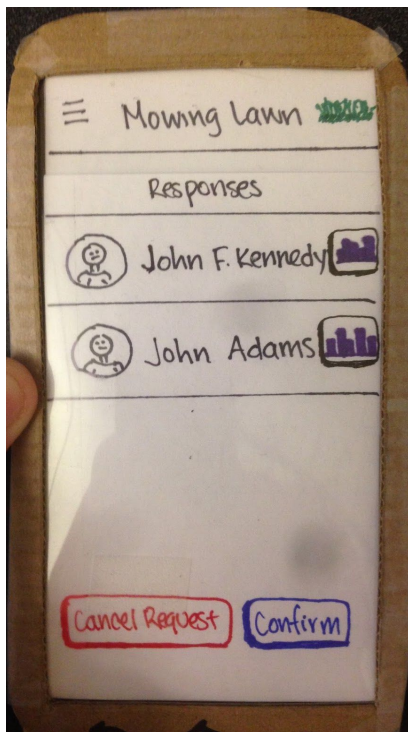 Mowing Lawn
Responses
John F. Kennedy
John Adams
Cancel Request Confirm